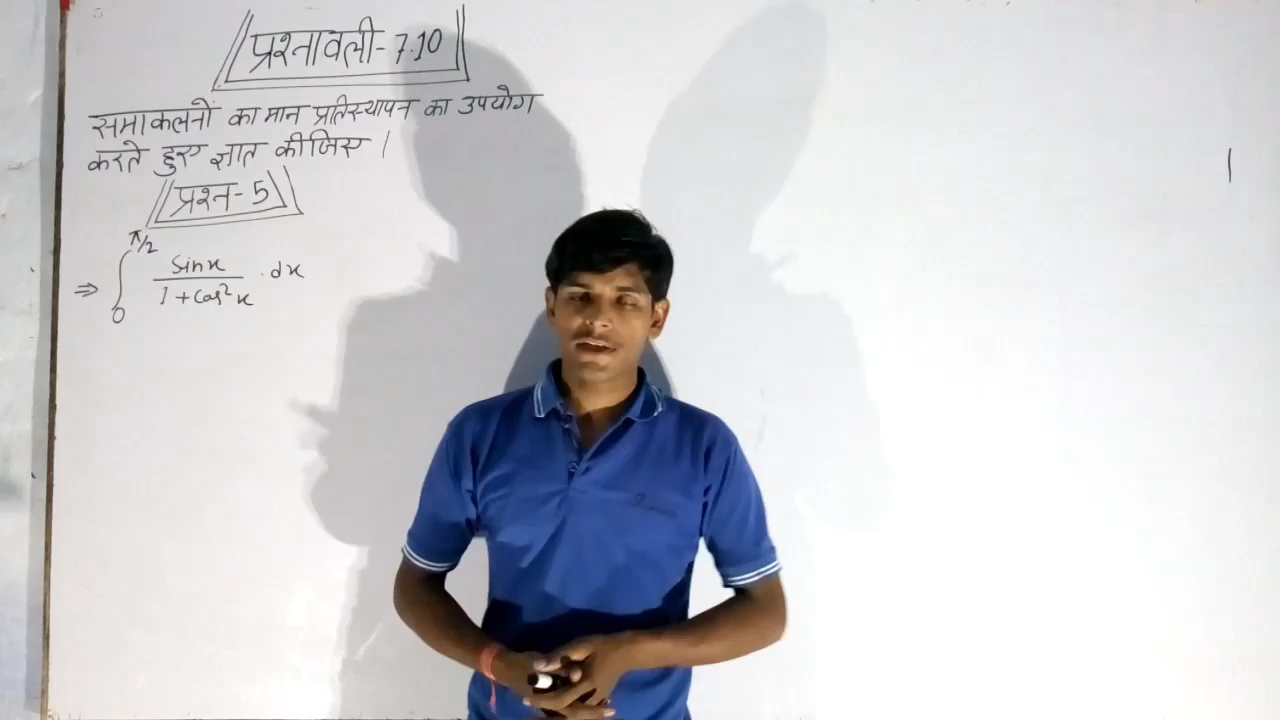 प्रश्नावली-7.10
समाकलनों का मान प्रतिस्थापन का उपयोग
करते हुए ज्ञात कीजिए।
प्रश्न-5
⇒ ∫₀^π/2 sinx / 1+cos²x .dx